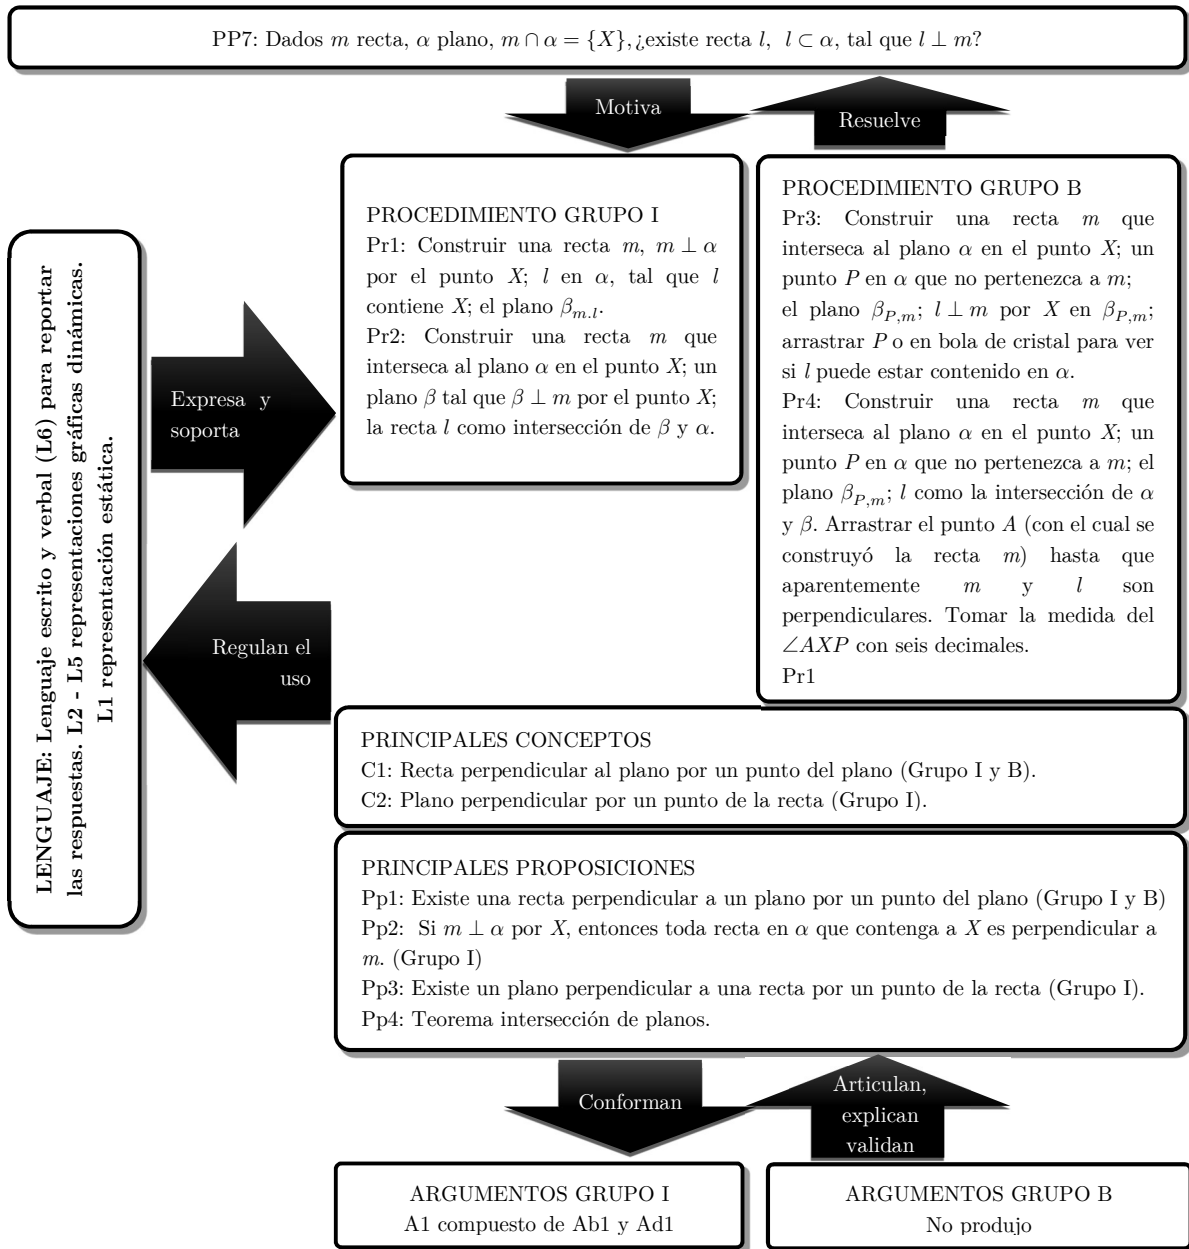 PP7: Dados m recta, α plano, m ∩ α = {X}, ¿existe recta l, l ⊂ α, tal que l ⊥ m?
Motiva
Resuelve
PROCEDIMIENTO GRUPO I
Pr1: Construir una recta m, m ⊥ α
por el punto X; l en α, tal que l
contiene X; el plano β_{m.l}.
Pr2: Construir una recta m que
interseca al plano α en el punto X; un
plano β tal que β ⊥ m por el punto X;
la recta l como intersección de β y α.
PROCEDIMIENTO GRUPO B
Pr3: Construir una recta m que
interseca al plano α en el punto X; un
punto P en α que no pertenezca a m;
el plano β_{P,m}; l ⊥ m por X en β_{P,m};
arrastrar P o en bola de cristal para ver
si l puede estar contenido en α.
Pr4: Construir una recta m que
interseca al plano α en el punto X; un
punto P en α que no pertenezca a m; el
plano β_{P,m}; l como la intersección de α
y β. Arrastrar el punto A (con el cual se
construyó la recta m) hasta que
aparentemente m y l son
perpendiculares. Tomar la medida del
∠AXP con seis decimales.
Pr1
LENGUAJE: Lenguaje escrito y verbal (L6) para reportar
las respuestas. L2 - L5 representaciones gráficas dinámicas.
L1 representación estática.
Expresa y
soporta
Regulan el
uso
PRINCIPALES CONCEPTOS
C1: Recta perpendicular al plano por un punto del plano (Grupo I y B).
C2: Plano perpendicular por un punto de la recta (Grupo I).
PRINCIPALES PROPOSICIONES
Pp1: Existe una recta perpendicular a un plano por un punto del plano (Grupo I y B)
Pp2: Si m ⊥ α por X, entonces toda recta en α que contenga a X es perpendicular a
m. (Grupo I)
Pp3: Existe un plano perpendicular a una recta por un punto de la recta (Grupo I).
Pp4: Teorema intersección de planos.
Conforman
Articulan,
explican
validan
ARGUMENTOS GRUPO I
A1 compuesto de Ab1 y Ad1
ARGUMENTOS GRUPO B
No produjo